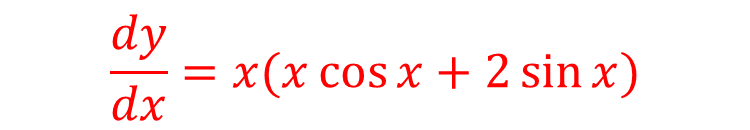 dy/dx = x(x cos x + 2 sin x)